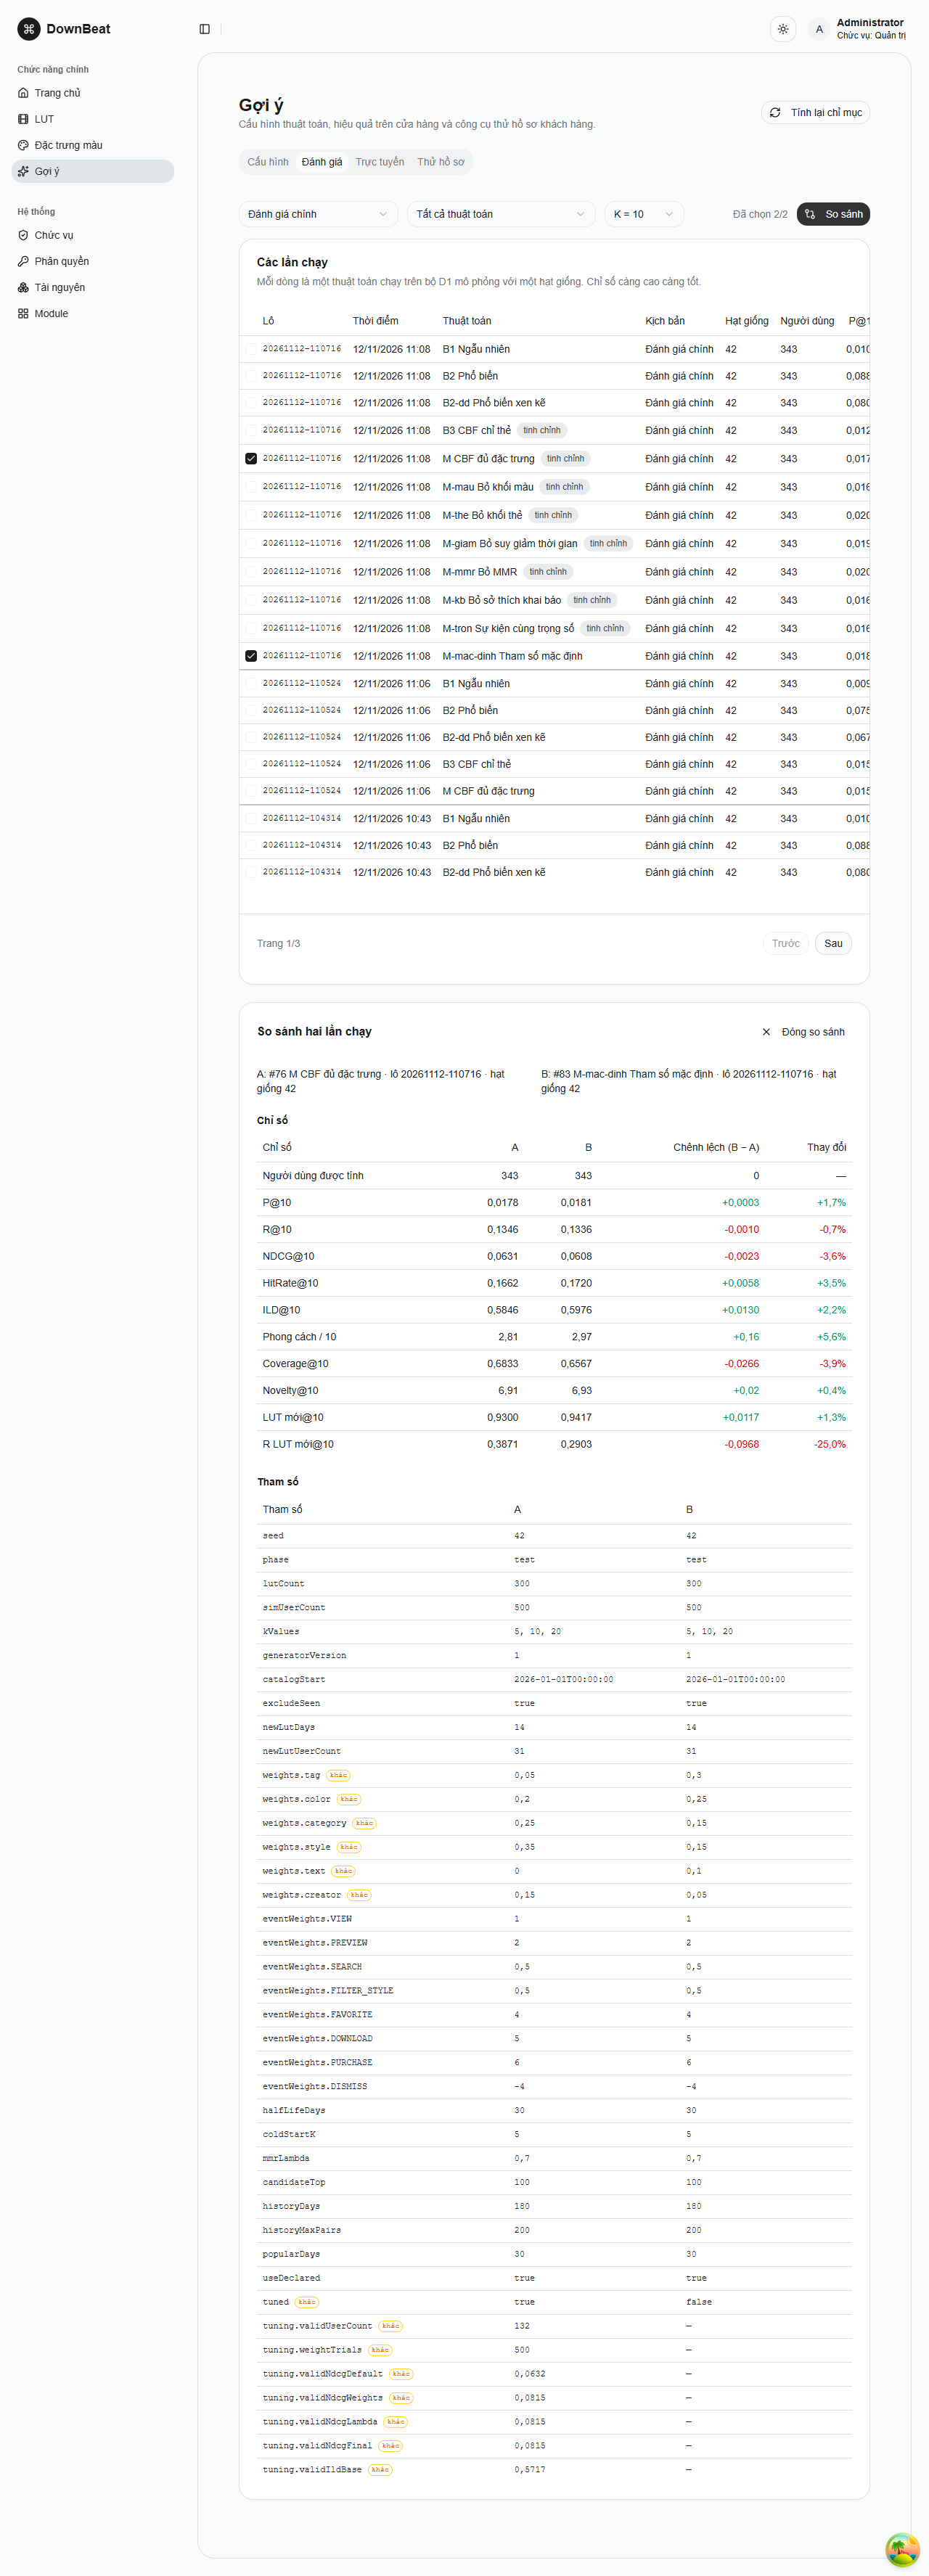 DownBeat
Administrator
A
Chức vụ: Quản trị
Chức năng chính
Trang chủ
LUT
Đặc trưng màu
Gợi ý
Hệ thống
Chức vụ
Phân quyền
Tài nguyên
Module
Gợi ý
Cấu hình thuật toán, hiệu quả trên cửa hàng và công cụ thử hồ sơ khách hàng.
Tính lại chỉ mục
Cấu hình Đánh giá Trực tuyến Thử hồ sơ
Đánh giá chính Tất cả thuật toán K = 10 Đã chọn 2/2 So sánh
Các lần chạy
Mỗi dòng là một thuật toán chạy trên bộ D1 mô phỏng với một hạt giống. Chỉ số càng cao càng tốt.
Lô Thời điểm Thuật toán Kịch bản Hạt giống Người dùng P@1
20261112-110716 12/11/2026 11:08 B1 Ngẫu nhiên Đánh giá chính 42 343 0,010
20261112-110716 12/11/2026 11:08 B2 Phổ biến Đánh giá chính 42 343 0,088
20261112-110716 12/11/2026 11:08 B2-dd Phổ biến xen kẽ Đánh giá chính 42 343 0,080
20261112-110716 12/11/2026 11:08 B3 CBF chỉ thẻ tinh chỉnh Đánh giá chính 42 343 0,012
20261112-110716 12/11/2026 11:08 M CBF đủ đặc trưng tinh chỉnh Đánh giá chính 42 343 0,017
20261112-110716 12/11/2026 11:08 M-mau Bỏ khối màu tinh chỉnh Đánh giá chính 42 343 0,016
20261112-110716 12/11/2026 11:08 M-the Bỏ khối thẻ tinh chỉnh Đánh giá chính 42 343 0,020
20261112-110716 12/11/2026 11:08 M-giam Bỏ suy giảm thời gian tinh chỉnh Đánh giá chính 42 343 0,019
20261112-110716 12/11/2026 11:08 M-mmr Bỏ MMR tinh chỉnh Đánh giá chính 42 343 0,020
20261112-110716 12/11/2026 11:08 M-kb Bỏ sở thích khai báo tinh chỉnh Đánh giá chính 42 343 0,016
20261112-110716 12/11/2026 11:08 M-tron Sự kiện cùng trọng số tinh chỉnh Đánh giá chính 42 343 0,016
20261112-110716 12/11/2026 11:08 M-mac-dinh Tham số mặc định Đánh giá chính 42 343 0,018
20261112-110524 12/11/2026 11:06 B1 Ngẫu nhiên Đánh giá chính 42 343 0,009
20261112-110524 12/11/2026 11:06 B2 Phổ biến Đánh giá chính 42 343 0,075
20261112-110524 12/11/2026 11:06 B2-dd Phổ biến xen kẽ Đánh giá chính 42 343 0,067
20261112-110524 12/11/2026 11:06 B3 CBF chỉ thẻ Đánh giá chính 42 343 0,015
20261112-110524 12/11/2026 11:06 M CBF đủ đặc trưng Đánh giá chính 42 343 0,015
20261112-104314 12/11/2026 10:43 B1 Ngẫu nhiên Đánh giá chính 42 343 0,010
20261112-104314 12/11/2026 10:43 B2 Phổ biến Đánh giá chính 42 343 0,088
20261112-104314 12/11/2026 10:43 B2-dd Phổ biến xen kẽ Đánh giá chính 42 343 0,080
Trang 1/3 Trước Sau
So sánh hai lần chạy
Đóng so sánh
A: #76 M CBF đủ đặc trưng · lô 20261112-110716 · hạt
giống 42
B: #83 M-mac-dinh Tham số mặc định · lô 20261112-110716 · hạt
giống 42
Chỉ số
Chỉ số A B Chênh lệch (B − A) Thay đổi
Người dùng được tính 343 343 0 —
P@10 0,0178 0,0181 +0,0003 +1,7%
R@10 0,1346 0,1336 -0,0010 -0,7%
NDCG@10 0,0631 0,0608 -0,0023 -3,6%
HitRate@10 0,1662 0,1720 +0,0058 +3,5%
ILD@10 0,5846 0,5976 +0,0130 +2,2%
Phong cách / 10 2,81 2,97 +0,16 +5,6%
Coverage@10 0,6833 0,6567 -0,0266 -3,9%
Novelty@10 6,91 6,93 +0,02 +0,4%
LUT mới@10 0,9300 0,9417 +0,0117 +1,3%
R LUT mới@10 0,3871 0,2903 -0,0968 -25,0%
Tham số
Tham số A B
seed 42 42
phase test test
lutCount 300 300
simUserCount 500 500
kValues 5, 10, 20 5, 10, 20
generatorVersion 1 1
catalogStart 2026-01-01T00:00:00 2026-01-01T00:00:00
excludeSeen true true
newLutDays 14 14
newLutUserCount 31 31
weights.tag khác 0,05 0,3
weights.color khác 0,2 0,25
weights.category khác 0,25 0,15
weights.style khác 0,35 0,15
weights.text khác 0 0,1
weights.creator khác 0,15 0,05
eventWeights.VIEW 1 1
eventWeights.PREVIEW 2 2
eventWeights.SEARCH 0,5 0,5
eventWeights.FILTER_STYLE 0,5 0,5
eventWeights.FAVORITE 4 4
eventWeights.DOWNLOAD 5 5
eventWeights.PURCHASE 6 6
eventWeights.DISMISS -4 -4
halfLifeDays 30 30
coldStartK 5 5
mmrLambda 0,7 0,7
candidateTop 100 100
historyDays 180 180
historyMaxPairs 200 200
popularDays 30 30
useDeclared true true
tuned khác true false
tuning.validUserCount khác 132 —
tuning.weightTrials khác 500 —
tuning.validNdcgDefault khác 0,0632 —
tuning.validNdcgWeights khác 0,0815 —
tuning.validNdcgLambda khác 0,0815 —
tuning.validNdcgFinal khác 0,0815 —
tuning.validIldBase khác 0,5717 —